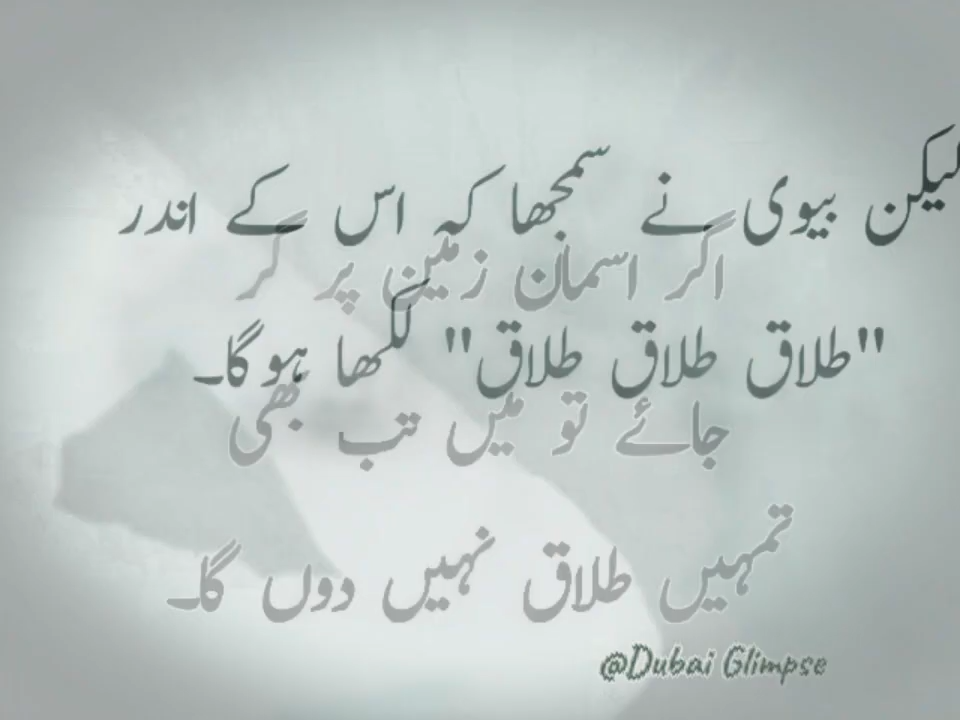 لیکن بیوی نے سمجھا کہ اس کے اندر
اگر اسمان زمین پر گر
"طلاق طلاق طلاق" لکھا ہوگا۔
جائے تو میں تب بھی
تمہیں طلاق نہیں دوں گا۔
@Dubai Glimpse